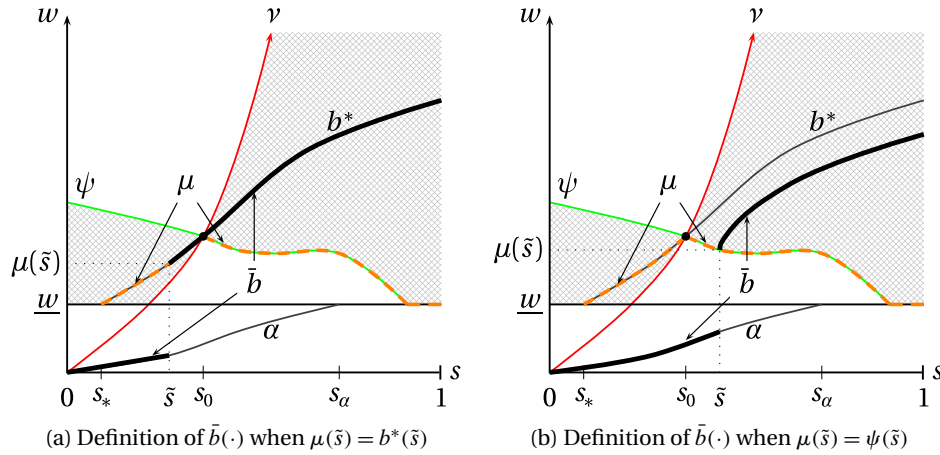 w
ν
b*
ψ
μ
μ(s̃)
b̄
w
α
s
0
s*
s̃
s₀
sα
1
(a) Definition of b̄(·) when μ(s̃) = b*(s̃)
w
ν
b*
ψ
μ
μ(s̃)
b̄
w
α
s
0
s*
s₀
s̃
sα
1
(b) Definition of b̄(·) when μ(s̃) = ψ(s̃)